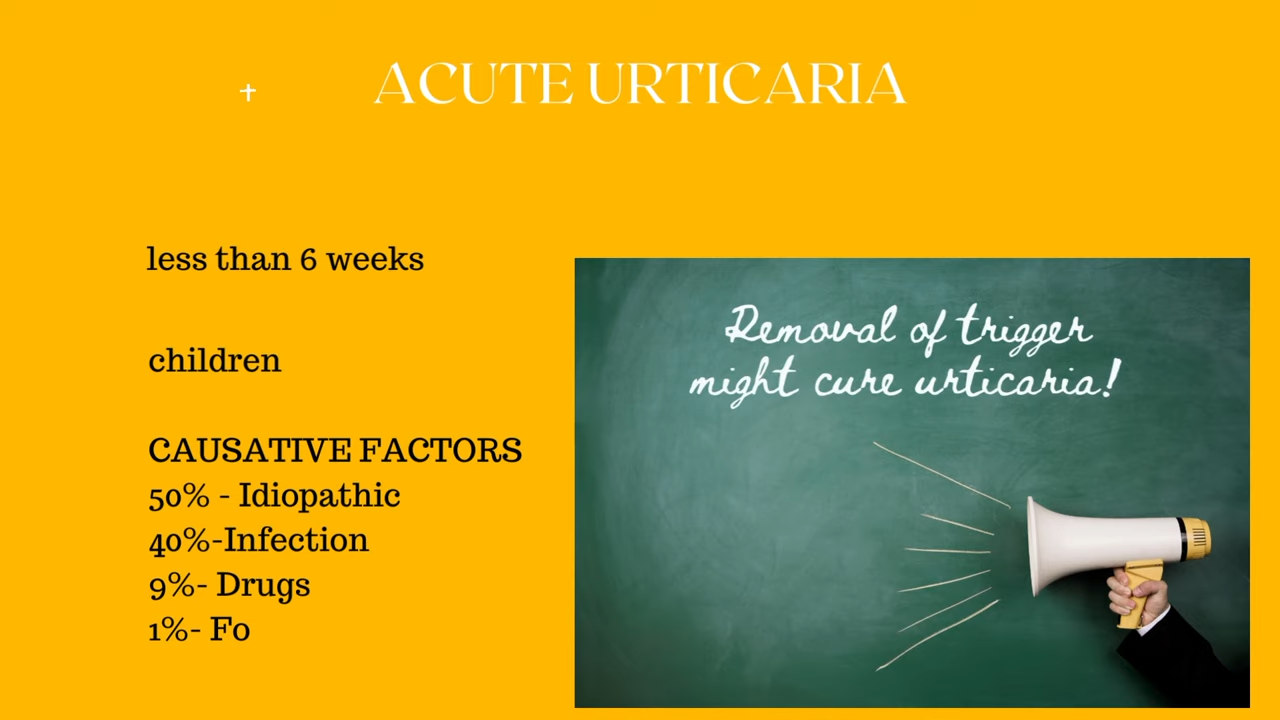 ACUTE URTICARIA
less than 6 weeks
children
CAUSATIVE FACTORS
50% - Idiopathic
40%-Infection
9%- Drugs
1%- Fo
Removal of trigger
might cure urticaria!